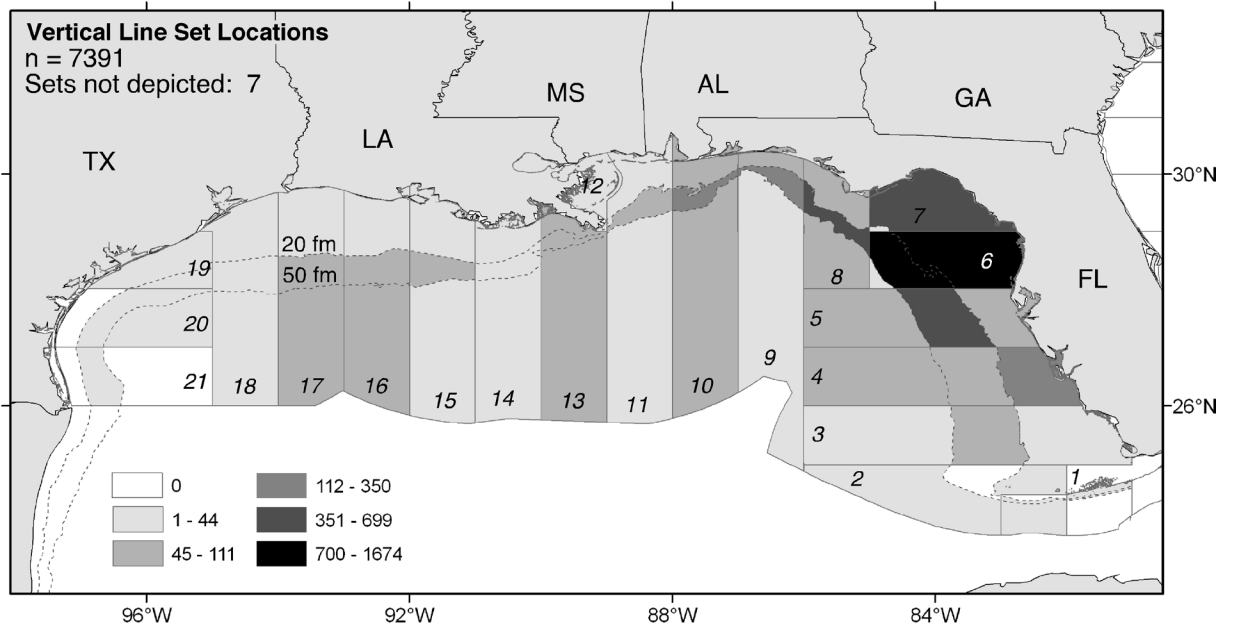 Vertical Line Set Locations
n = 7391
Sets not depicted: 7
MS
AL
GA
LA
TX
30°N
12
7
20 fm
6
19
50 fm
8
FL
5
20
9
4
21
18
17
16
15
14
13
11
10
26°N
3
2
1
0
112 - 350
1 - 44
351 - 699
45 - 111
700 - 1674
96°W
92°W
88°W
84°W